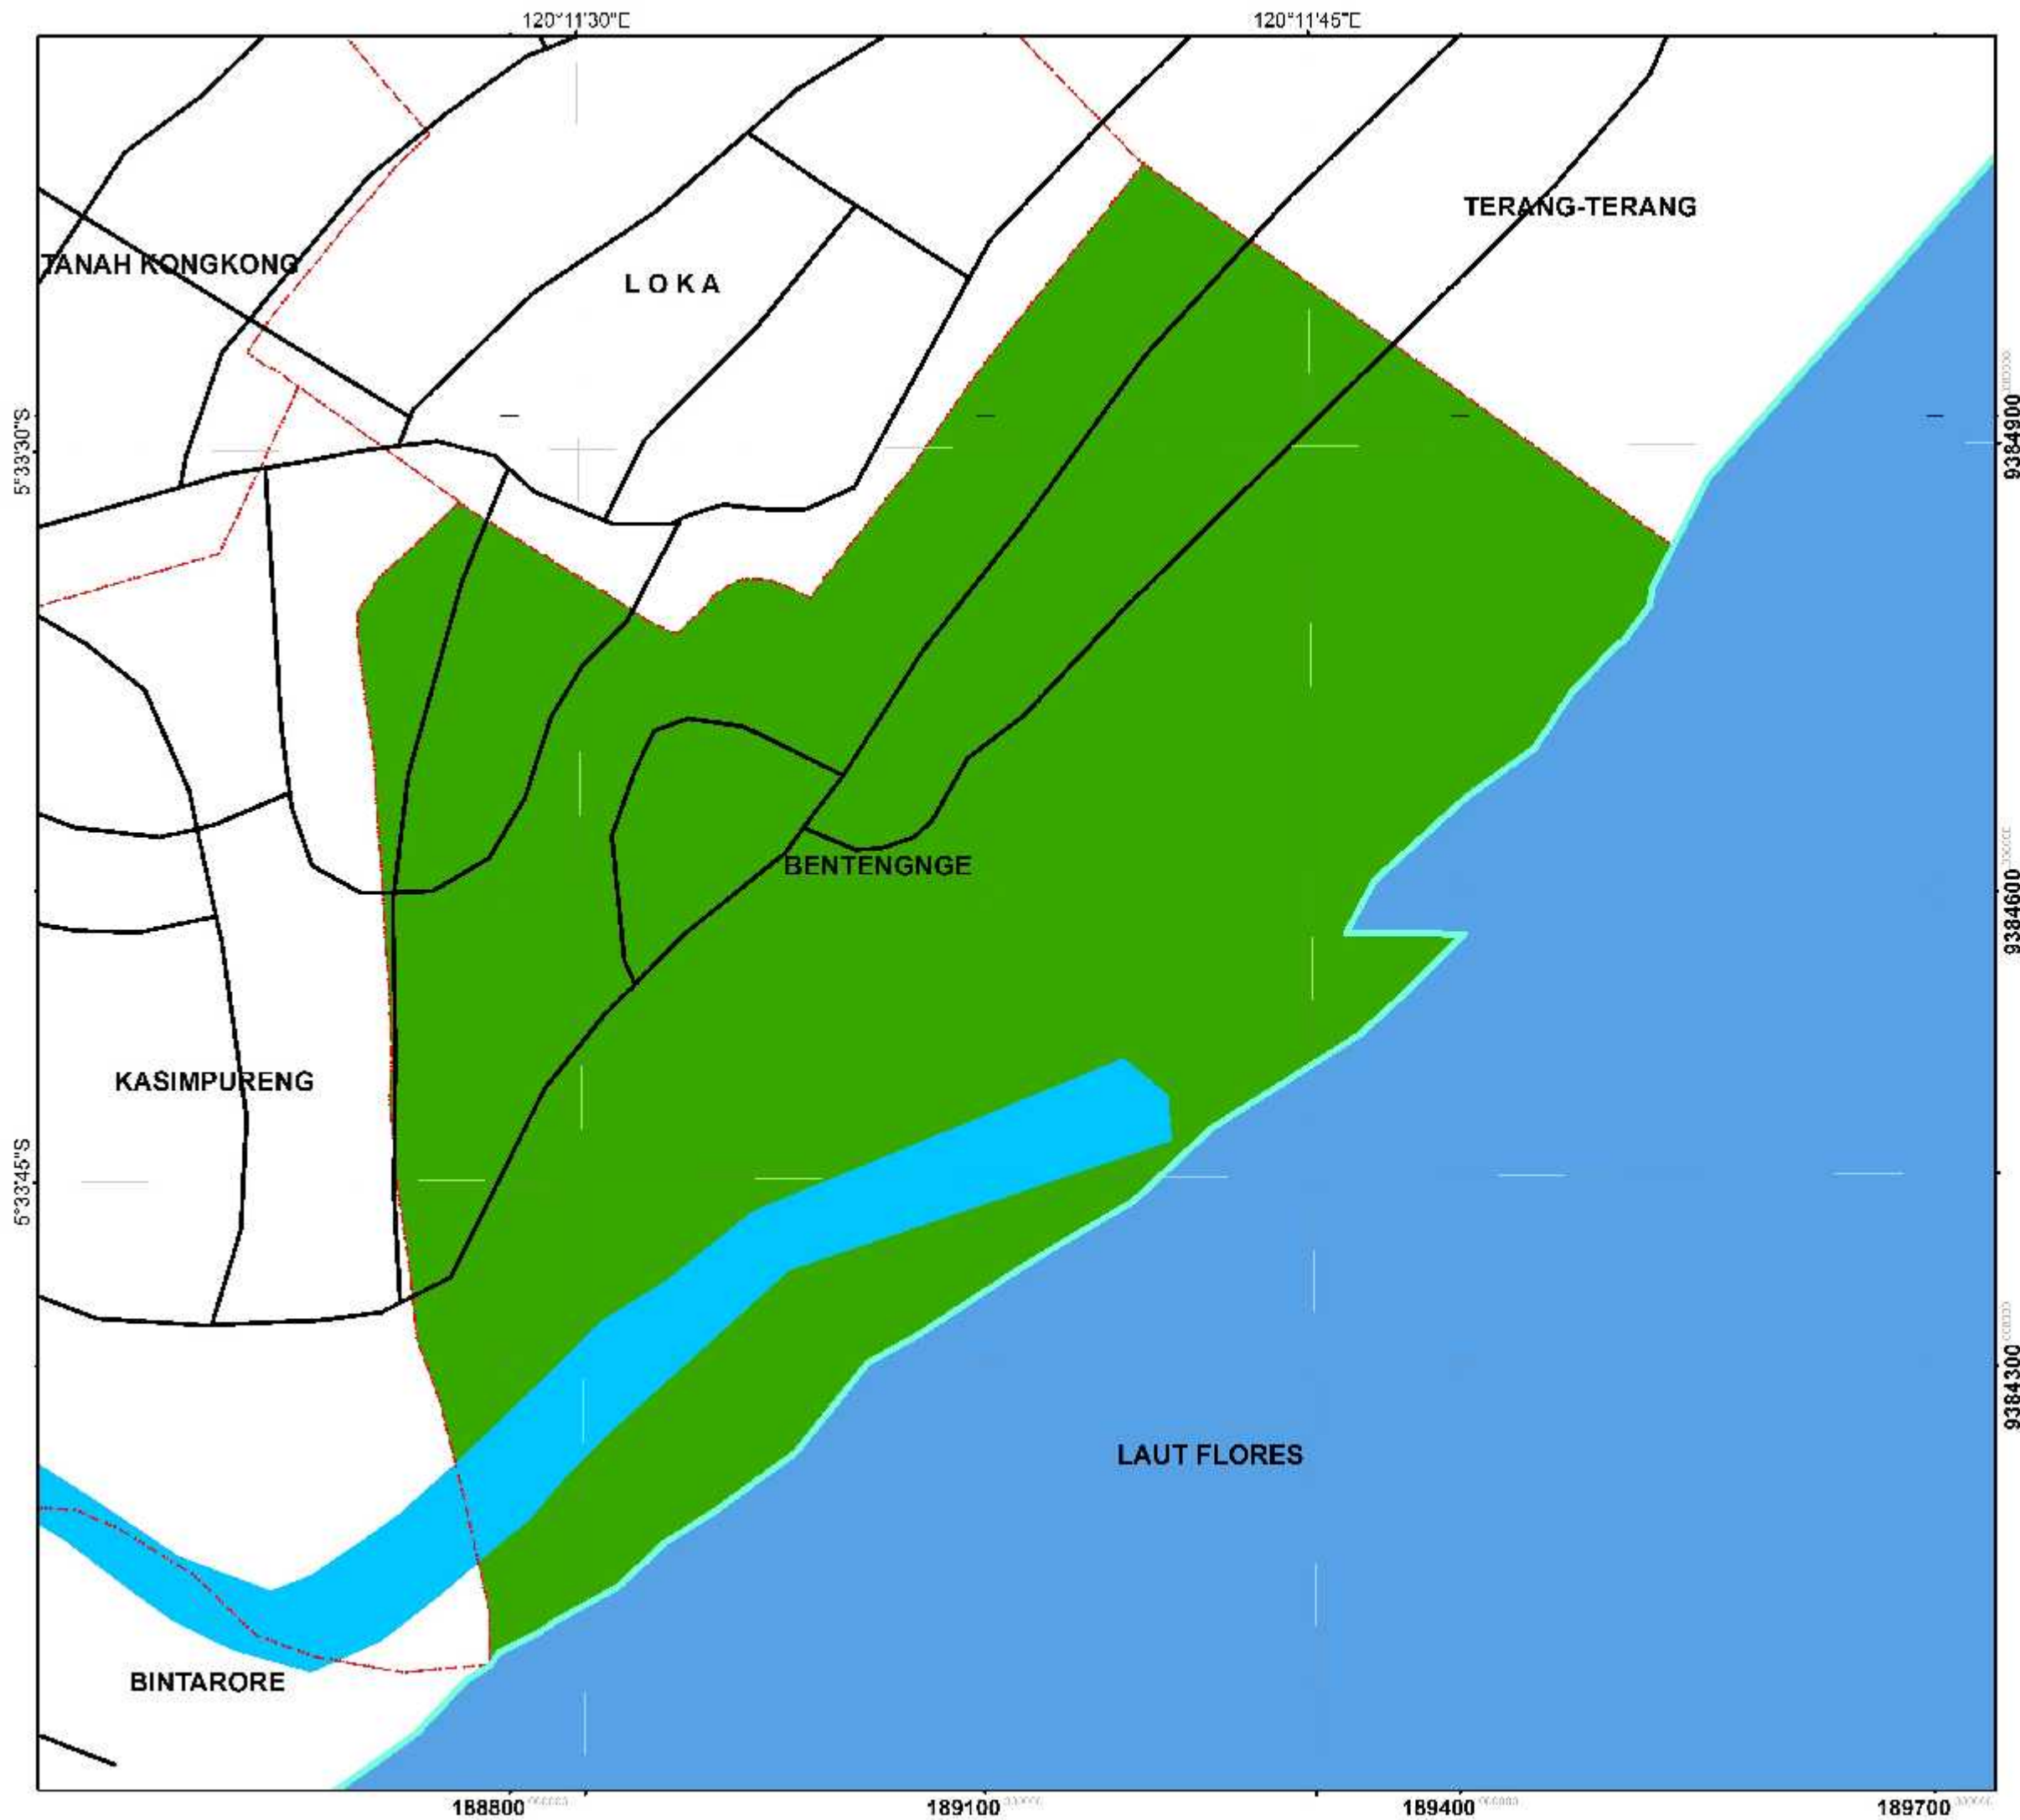 120°11'30"E
120°11'45"E
TERANG-TERANG
TANAH KONGKONG
LOKA
5°33'30"S
9384900
BENTENGNGE
9384600
KASIMPURENG
5°33'45"S
9384300
LAUT FLORES
BINTARORE
188800
189100
189400
189700